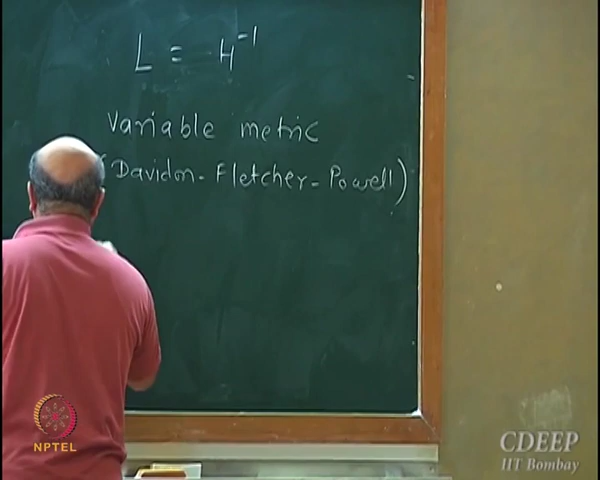 L = H⁻¹
Variable metric
(Davidon - Fletcher - Powell)
NPTEL
CDEEP
IIT Bombay